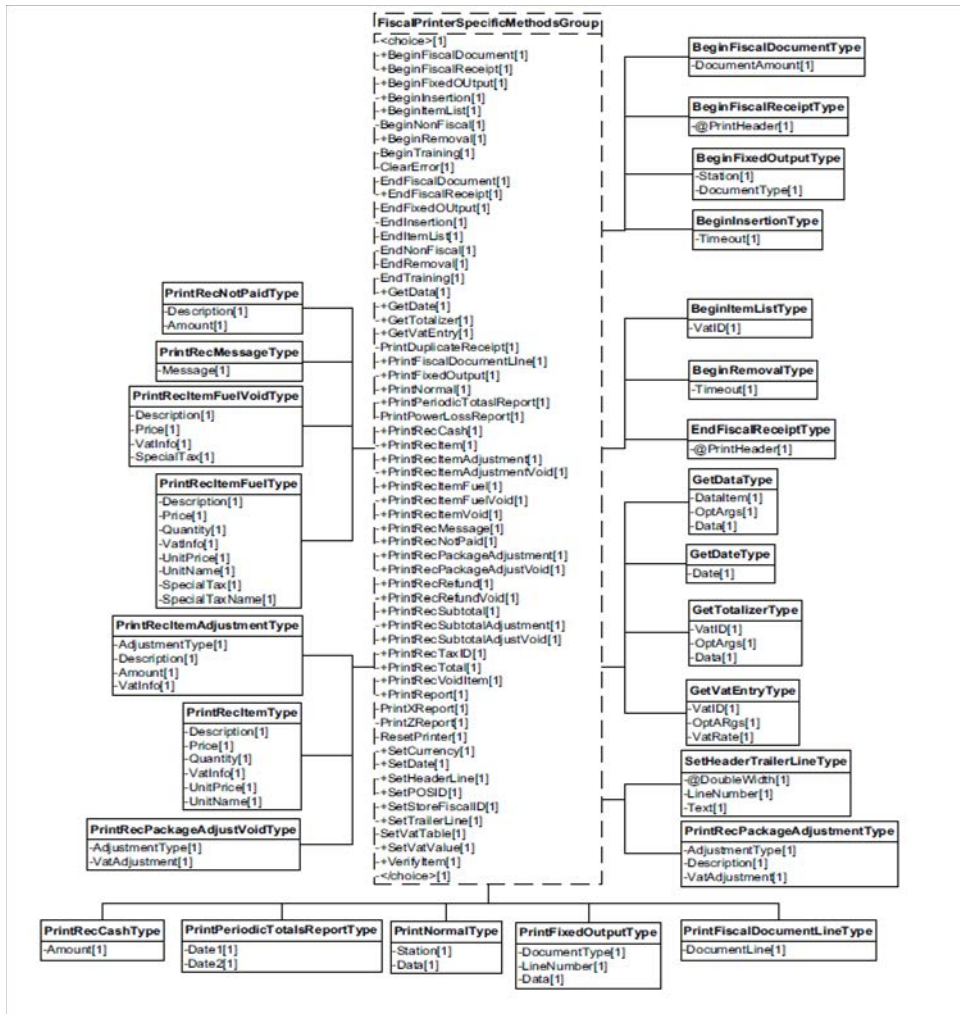 FiscalPrinterSpecificMethodsGroup
-<choice>[1]
-+BeginFiscalDocument[1]
-+BeginFiscalReceipt[1]
-+BeginFixedOUtput[1]
-+BeginInsertion[1]
-+BeginItemList[1]
-BeginNonFiscal[1]
-+BeginRemoval[1]
-BeginTraining[1]
-ClearError[1]
-EndFiscalDocument[1]
-+EndFiscalReceipt[1]
-EndFixedOUtput[1]
-EndInsertion[1]
-EndItemList[1]
-EndNonFiscal[1]
-EndRemoval[1]
-EndTraining[1]
-+GetData[1]
-+GetDate[1]
-+GetTotalizer[1]
-+GetVatEntry[1]
-PrintDuplicateReceipt[1]
-+PrintFiscalDocumentLIne[1]
-+PrintFixedOutput[1]
-+PrintNormal[1]
-+PrintPeriodicTotaslReport[1]
-PrintPowerLossReport[1]
-+PrintRecCash[1]
-+PrintRecItem[1]
-+PrintRecItemAdjustment[1]
-+PrintRecItemAdjustmentVoid[1]
-+PrintRecItemFuel[1]
-+PrintRecItemFuelVoid[1]
-+PrintRecItemVoid[1]
-+PrintRecMessage[1]
-+PrintRecNotPaid[1]
-+PrintRecPackageAdjustment[1]
-+PrintRecPackageAdjustVoid[1]
-+PrintRecRefund[1]
-+PrintRecRefundVoid[1]
-+PrintRecSubtotal[1]
-+PrintRecSubtotalAdjustment[1]
-+PrintRecSubtotalAdjustVoid[1]
-+PrintRecTaxID[1]
-+PrintRecTotal[1]
-+PrintRecVoidItem[1]
-+PrintReport[1]
-PrintXReport[1]
-PrintZReport[1]
-ResetPrinter[1]
-+SetCurrency[1]
-+SetDate[1]
-+SetHeaderLine[1]
-+SetPOSID[1]
-+SetStoreFiscalID[1]
-+SetTrailerLine[1]
-SetVatTable[1]
-+SetVatValue[1]
-+VerifyItem[1]
-</choice>[1]
PrintRecNotPaidType
-Description[1]
-Amount[1]
PrintRecMessageType
-Message[1]
PrintRecItemFuelVoidType
-Description[1]
-Price[1]
-VatInfo[1]
-SpecialTax[1]
PrintRecItemFuelType
-Description[1]
-Price[1]
-Quantity[1]
-VatInfo[1]
-UnitPrice[1]
-UnitName[1]
-SpecialTax[1]
-SpecialTaxName[1]
PrintRecItemAdjustmentType
-AdjustmentType[1]
-Description[1]
-Amount[1]
-VatInfo[1]
PrintRecItemType
-Description[1]
-Price[1]
-Quantity[1]
-VatInfo[1]
-UnitPrice[1]
-UnitName[1]
PrintRecPackageAdjustVoidType
-AdjustmentType[1]
-VatAdjustment[1]
BeginFiscalDocumentType
-DocumentAmount[1]
BeginFiscalReceiptType
-@PrintHeader[1]
BeginFixedOutputType
-Station[1]
-DocumentType[1]
BeginInsertionType
-Timeout[1]
BeginItemListType
-VatID[1]
BeginRemovalType
-Timeout[1]
EndFiscalReceiptType
-@PrintHeader[1]
GetDataType
-DataItem[1]
-OptArgs[1]
-Data[1]
GetDateType
-Date[1]
GetTotalizerType
-VatID[1]
-OptArgs[1]
-Data[1]
GetVatEntryType
-VatID[1]
-OptARgs[1]
-VatRate[1]
SetHeaderTrailerLineType
-@DoubleWidth[1]
-LineNumber[1]
-Text[1]
PrintRecPackageAdjustmentType
-AdjustmentType[1]
-Description[1]
-VatAdjustment[1]
PrintRecCashType
-Amount[1]
PrintPeriodicTotalsReportType
-Date1[1]
-Date2[1]
PrintNormalType
-Station[1]
-Data[1]
PrintFixedOutputType
-DocumentType[1]
-LineNumber[1]
-Data[1]
PrintFiscalDocumentLineType
-DocumentLine[1]